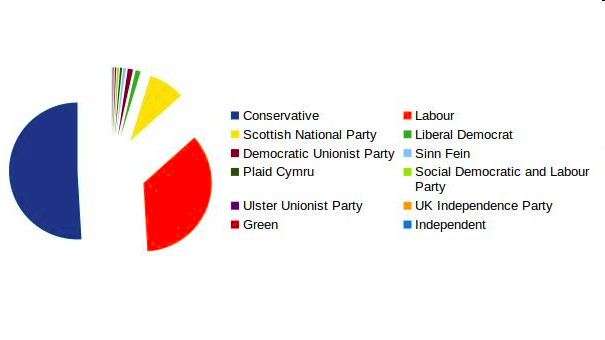 Conservative
Labour
Scottish National Party
Liberal Democrat
Democratic Unionist Party
Sinn Fein
Plaid Cymru
Social Democratic and Labour
Party
Ulster Unionist Party
UK Independence Party
Green
Independent